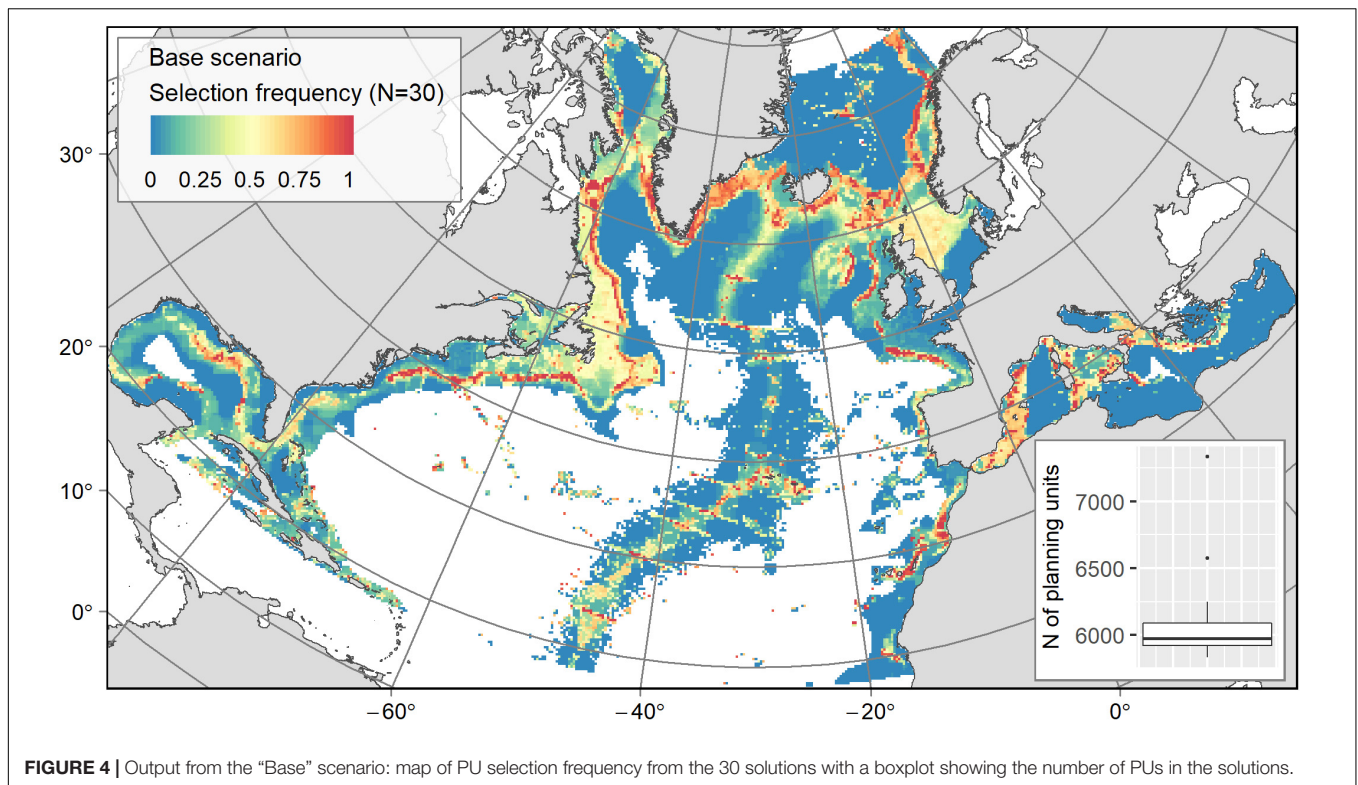 Base scenario
Selection frequency (N=30)
0 0.25 0.5 0.75 1
30°
20°
10°
0°
N of planning units
7000
6500
6000
−60° −40° −20° 0°
FIGURE 4 | Output from the “Base” scenario: map of PU selection frequency from the 30 solutions with a boxplot showing the number of PUs in the solutions.